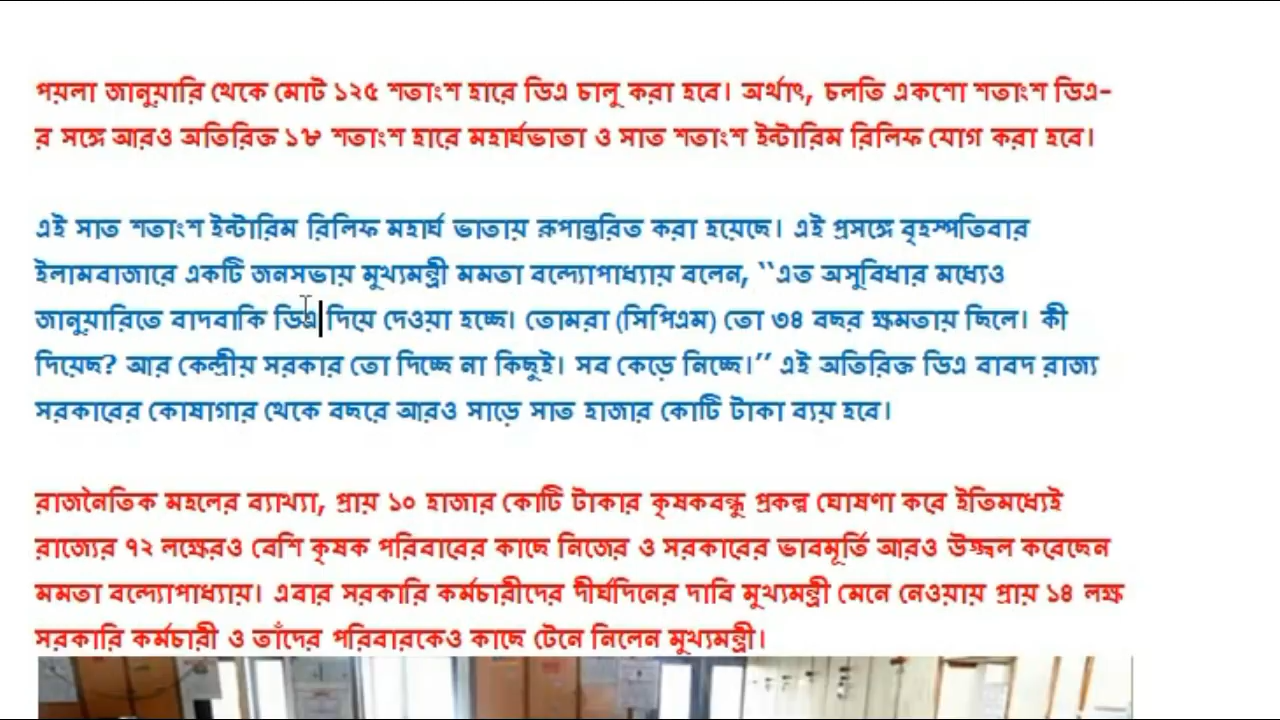 পয়লা জানুয়ারি থেকে মোট ১২৫ শতাংশ হারে ডিএ চালু করা হবে। অর্থাৎ, চলতি একশো শতাংশ ডিএ-
র সঙ্গে আরও অতিরিক্ত ১৮ শতাংশ হারে মহার্ঘভাতা ও সাত শতাংশ ইন্টারিম রিলিফ যোগ করা হবে।
এই সাত শতাংশ ইন্টারিম রিলিফ মহার্ঘ ভাতায় রূপান্তরিত করা হয়েছে। এই প্রসঙ্গে বৃহস্পতিবার
ইলামবাজারে একটি জনসভায় মুখ্যমন্ত্রী মমতা বন্দ্যোপাধ্যায় বলেন, ``এত অসুবিধার মধ্যেও
জানুয়ারিতে বাদবাকি ডিএ দিয়ে দেওয়া হচ্ছে। তোমরা (সিপিএম) তো ৩৪ বছর ক্ষমতায় ছিলে। কী
দিয়েছ? আর কেন্দ্রীয় সরকার তো দিচ্ছে না কিছুই। সব কেড়ে নিচ্ছে।’’ এই অতিরিক্ত ডিএ বাবদ রাজ্য
সরকারের কোষাগার থেকে বছরে আরও সাড়ে সাত হাজার কোটি টাকা ব্যয় হবে।
রাজনৈতিক মহলের ব্যাখ্যা, প্রায় ১০ হাজার কোটি টাকার কৃষকবন্ধু প্রকল্প ঘোষণা করে ইতিমধ্যেই
রাজ্যের ৭২ লক্ষেরও বেশি কৃষক পরিবারের কাছে নিজের ও সরকারের ভাবমূর্তি আরও উজ্জ্বল করেছেন
মমতা বন্দ্যোপাধ্যায়। এবার সরকারি কর্মচারীদের দীর্ঘদিনের দাবি মুখ্যমন্ত্রী মেনে নেওয়ায় প্রায় ১৪ লক্ষ
সরকারি কর্মচারী ও তাঁদের পরিবারকেও কাছে টেনে নিলেন মুখ্যমন্ত্রী।